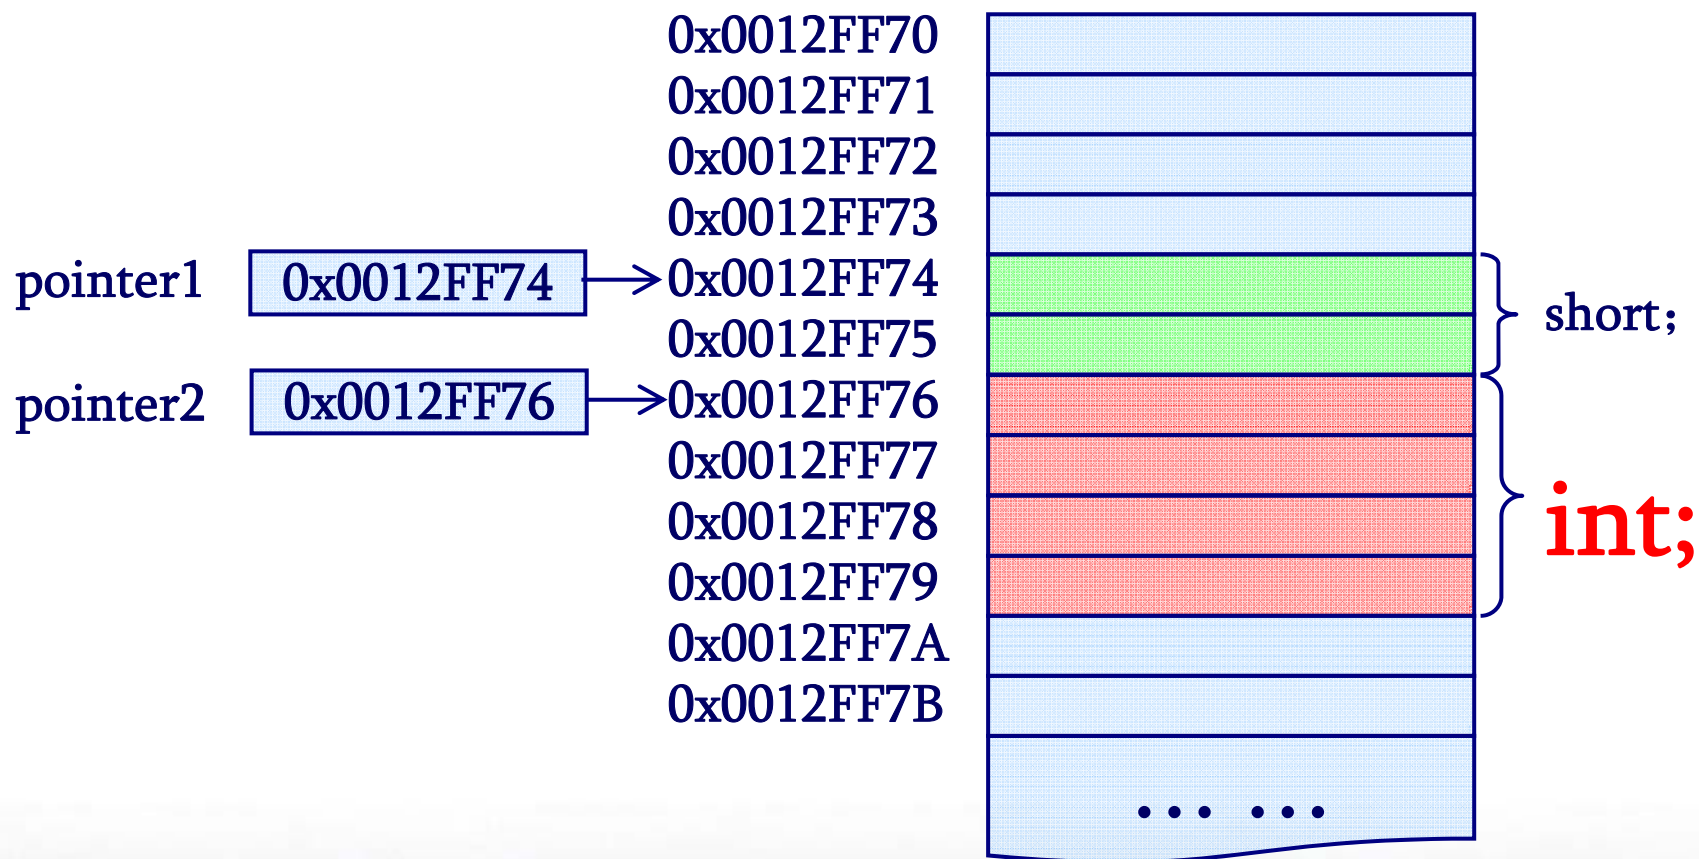 0x0012FF70
0x0012FF71
0x0012FF72
0x0012FF73
pointer1 0x0012FF74 0x0012FF74
short;
0x0012FF75
pointer2 0x0012FF76 0x0012FF76
0x0012FF77
0x0012FF78
int;
0x0012FF79
0x0012FF7A
0x0012FF7B
… …